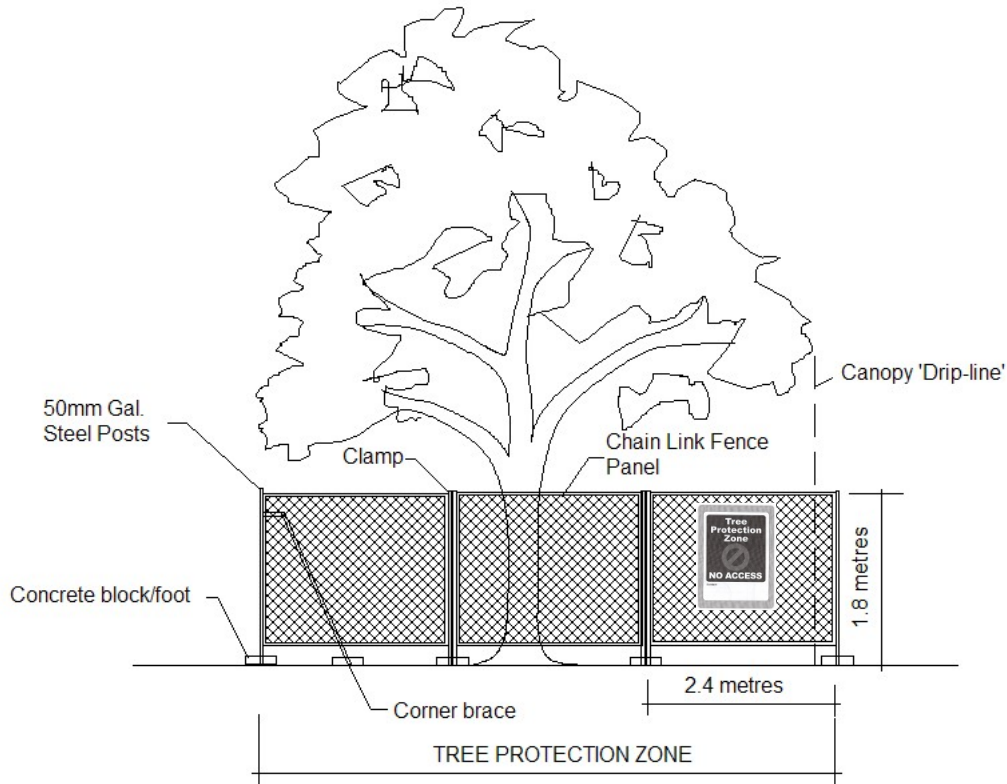 Canopy 'Drip-line'
50mm Gal.
Steel Posts
Clamp
Chain Link Fence
Panel
Tree
Protection
Zone
NO ACCESS
1.8 metres
Concrete block/foot
2.4 metres
Corner brace
TREE PROTECTION ZONE